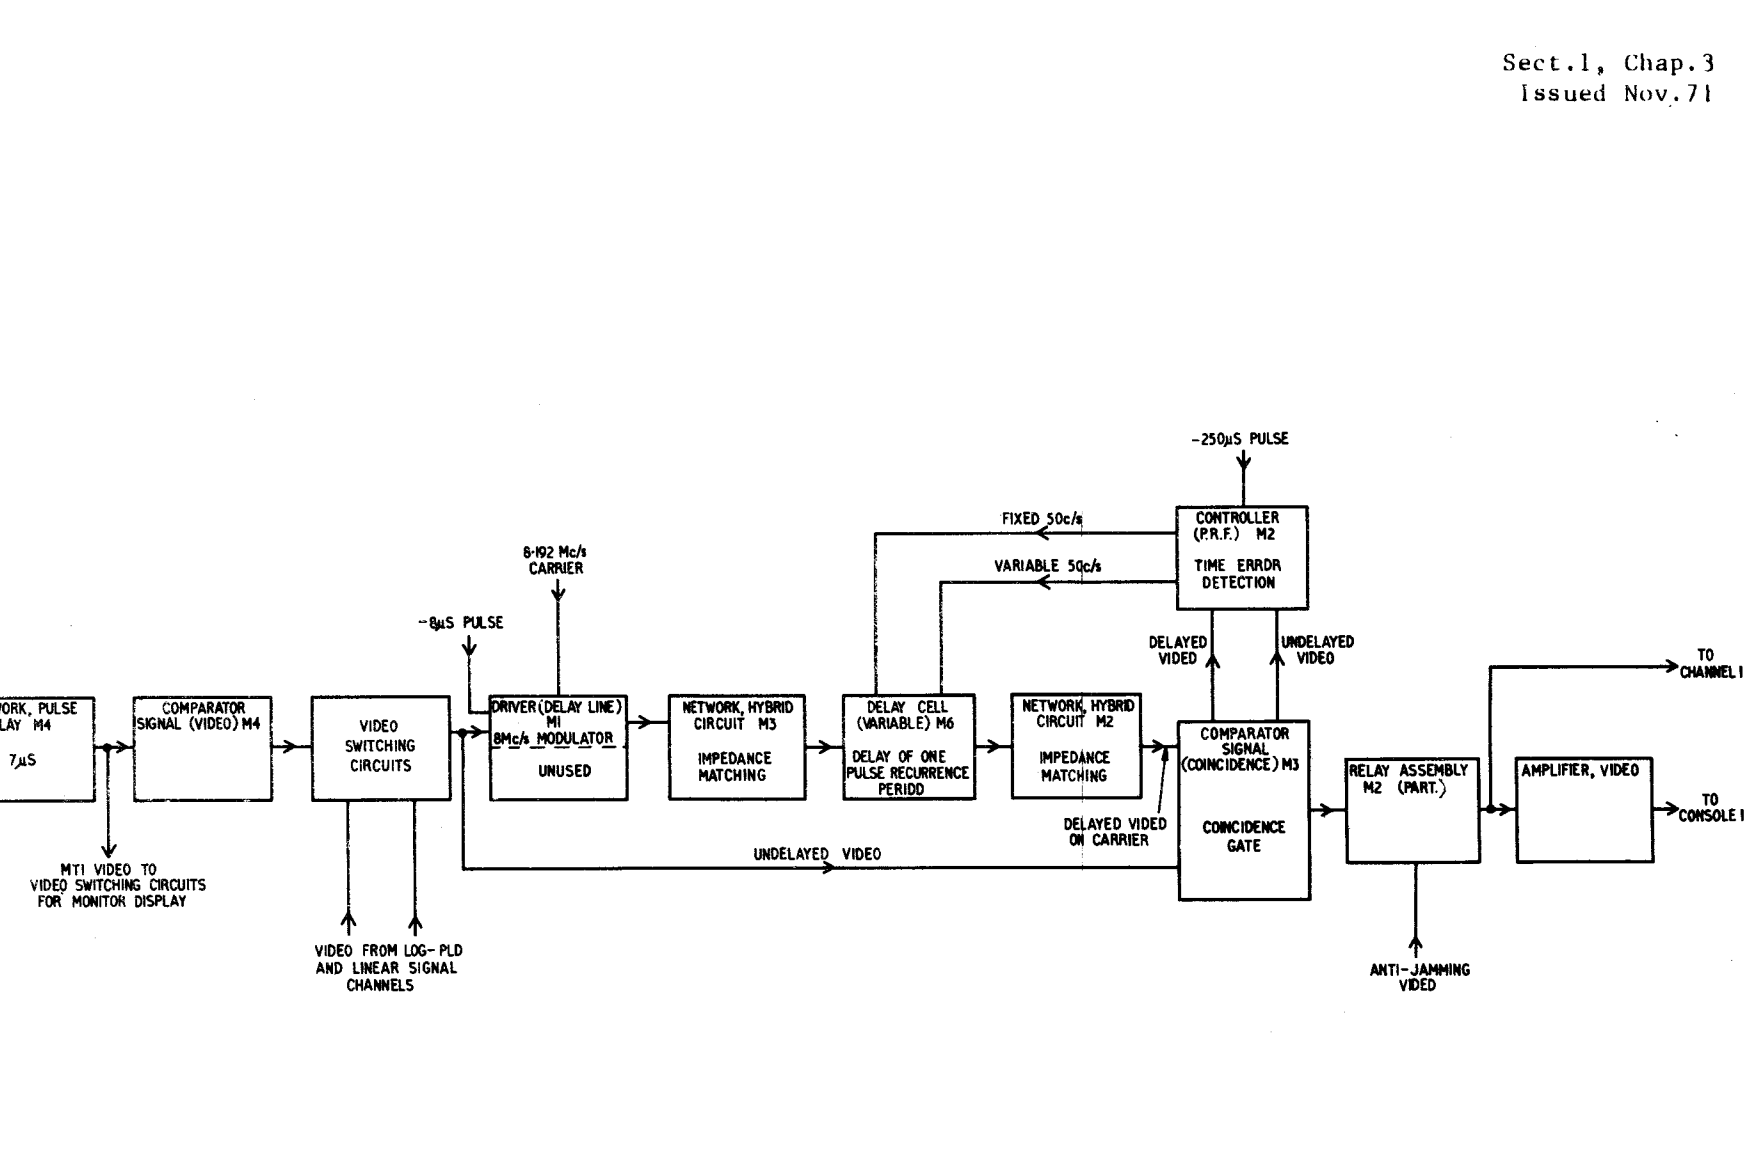 Sect.1, Chap.3
Issued Nov.71
-250µS PULSE
FIXED 50c/s
CONTROLLER
(P.R.F.) M2
TIME ERROR
DETECTION
VARIABLE 50c/s
8·192 Mc/s
CARRIER
-8µS PULSE
DELAYED
VIDEO
UNDELAYED
VIDEO
TO
CHANNEL 1
WORK, PULSE
LAY M4
7µS
COMPARATOR
SIGNAL (VIDEO) M4
VIDEO
SWITCHING
CIRCUITS
DRIVER (DELAY LINE)
M1
8Mc/s MODULATOR
UNUSED
NETWORK, HYBRID
CIRCUIT M3
IMPEDANCE
MATCHING
DELAY CELL
(VARIABLE) M6
DELAY OF ONE
PULSE RECURRENCE
PERIOD
NETWORK, HYBRID
CIRCUIT M2
IMPEDANCE
MATCHING
COMPARATOR
SIGNAL
(COINCIDENCE) M3
COINCIDENCE
GATE
RELAY ASSEMBLY
M2 (PART.)
AMPLIFIER, VIDEO
TO
CONSOLE 1
DELAYED VIDEO
ON CARRIER
UNDELAYED VIDEO
MTI VIDEO TO
VIDEO SWITCHING CIRCUITS
FOR MONITOR DISPLAY
VIDEO FROM LOG-PLD
AND LINEAR SIGNAL
CHANNELS
ANTI-JAMMING
VIDEO